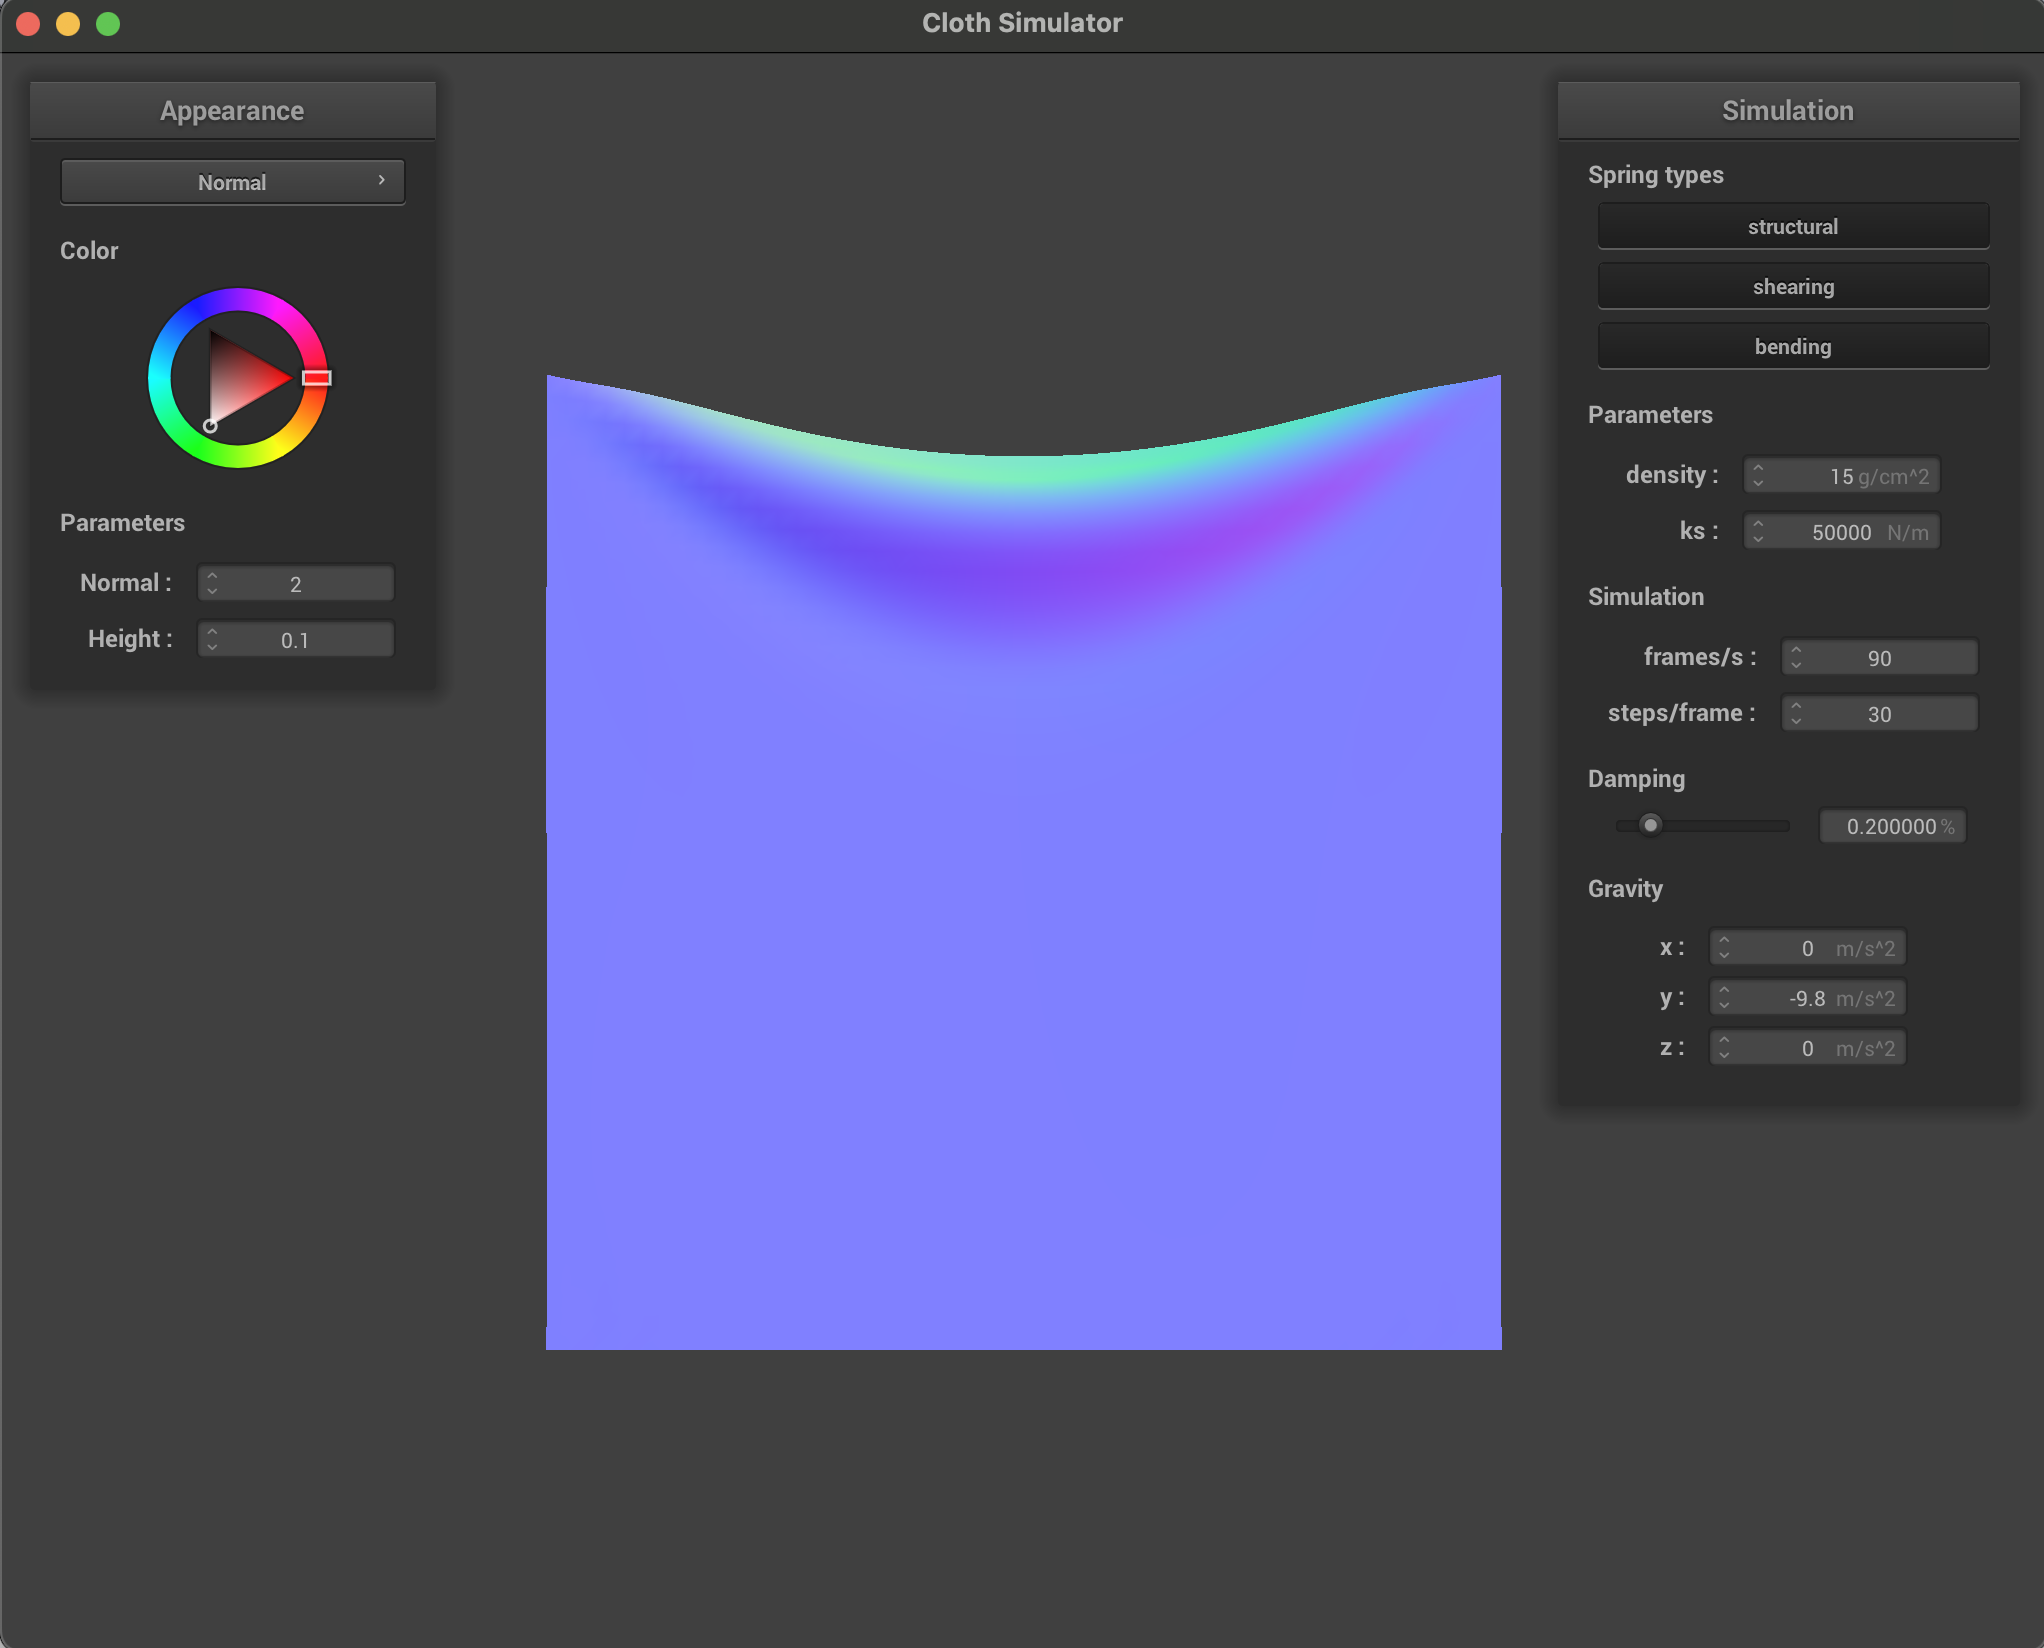 Cloth Simulator
Appearance
Normal
Color
Parameters
Normal : 2
Height : 0.1
Simulation
Spring types
structural
shearing
bending
Parameters
density : 15 g/cm^2
ks : 50000 N/m
Simulation
frames/s : 90
steps/frame : 30
Damping
0.200000 %
Gravity
x : 0 m/s^2
y : -9.8 m/s^2
z : 0 m/s^2